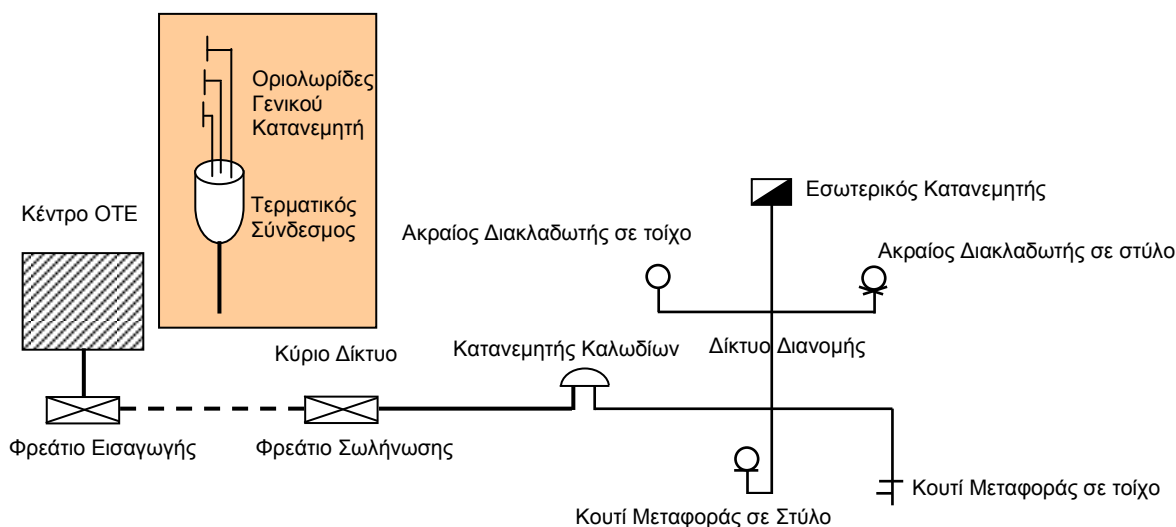 Οριολωρίδες
Γενικού
Κατανεμητή
Τερματικός
Σύνδεσμος
Κέντρο ΟΤΕ
Εσωτερικός Κατανεμητής
Ακραίος Διακλαδωτής σε τοίχο
Ακραίος Διακλαδωτής σε στύλο
Κύριο Δίκτυο
Κατανεμητής Καλωδίων
Δίκτυο Διανομής
Φρεάτιο Εισαγωγής
Φρεάτιο Σωλήνωσης
Κουτί Μεταφοράς σε τοίχο
Κουτί Μεταφοράς σε Στύλο